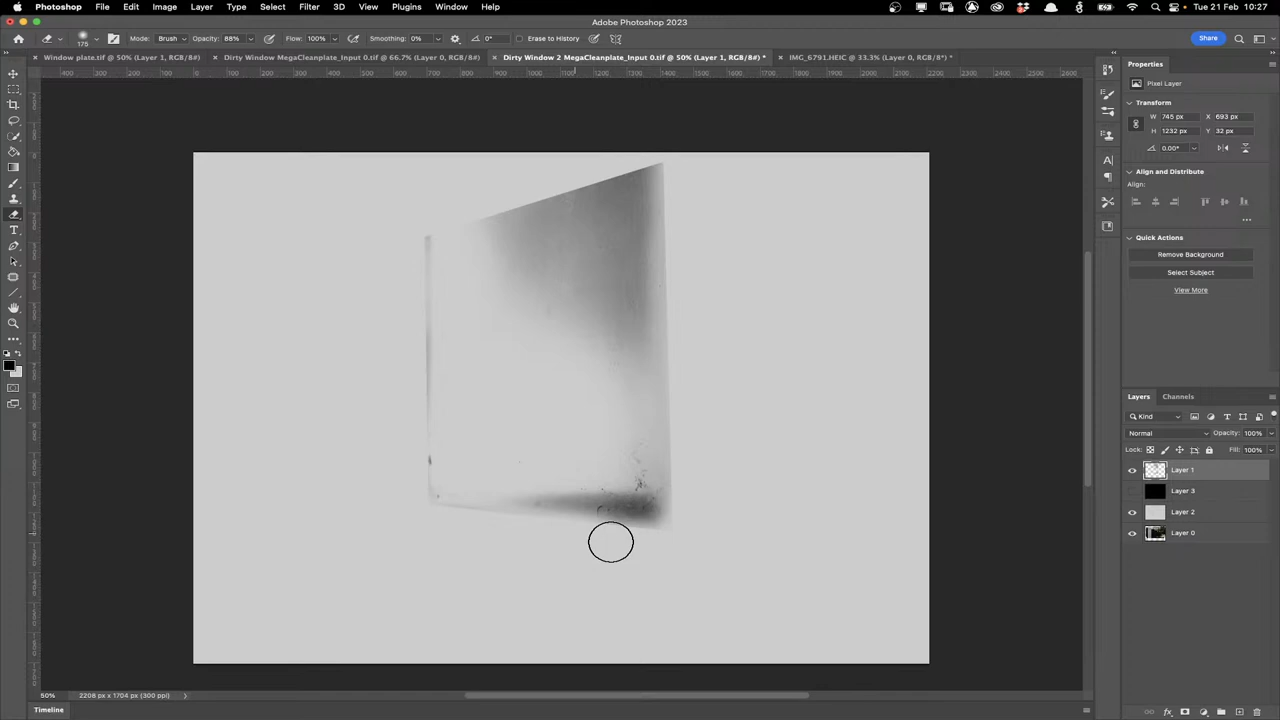 Photoshop File Edit Image Layer Type Select Filter 3D View Plugins Window Help Tue 21 Feb 10:27
Adobe Photoshop 2023
175 Mode: Brush Opacity: 88% Flow: 100% Smoothing: 0% 0° Erase to History Share
Window plate.tif @ 50% (Layer 1, RGB/8#) Dirty Window MegaCleanplate_Input 0.tif @ 66.7% (Layer 1, RGB/8#) Dirty Window 2 MegaCleanplate_Input 0.tif @ 50% (Layer 1, RGB/8#) * IMG_6791.HEIC @ 33.3% (Layer 0, RGB/8*) *
Properties
Pixel Layer
Transform
W 745 px X 693 px
H 1232 px Y 32 px
0.00°
Align and Distribute
Align:
Quick Actions
Remove Background
Select Subject
View More
Layers Channels
Kind
Normal Opacity: 100%
Lock: Fill: 100%
Layer 1
Layer 3
Layer 2
Layer 0
50% 2208 px x 1704 px (300 ppi)
Timeline